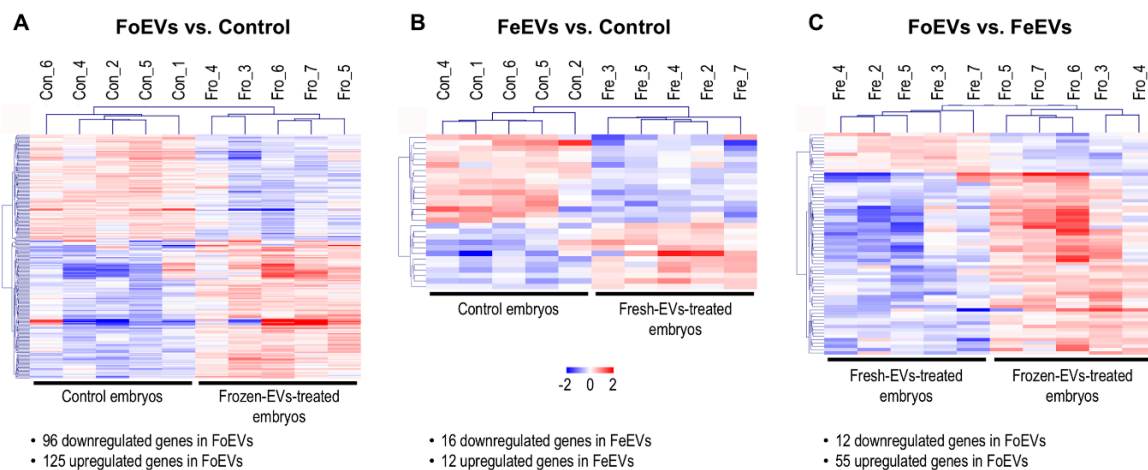 A
FoEVs vs. Control
Con_6
Con_4
Con_2
Con_5
Con_1
Fro_4
Fro_3
Fro_6
Fro_7
Fro_5
Control embryos
Frozen-EVs-treated
embryos
• 96 downregulated genes in FoEVs
• 125 upregulated genes in FoEVs
B
FeEVs vs. Control
Con_4
Con_1
Con_6
Con_5
Con_2
Fre_3
Fre_5
Fre_4
Fre_2
Fre_7
Control embryos
Fresh-EVs-treated
embryos
-2 0 2
• 16 downregulated genes in FeEVs
• 12 upregulated genes in FeEVs
C
FoEVs vs. FeEVs
Fre_4
Fre_2
Fre_5
Fre_3
Fre_7
Fro_5
Fro_7
Fro_6
Fro_3
Fro_4
Fresh-EVs-treated
embryos
Frozen-EVs-treated
embryos
• 12 downregulated genes in FoEVs
• 55 upregulated genes in FoEVs